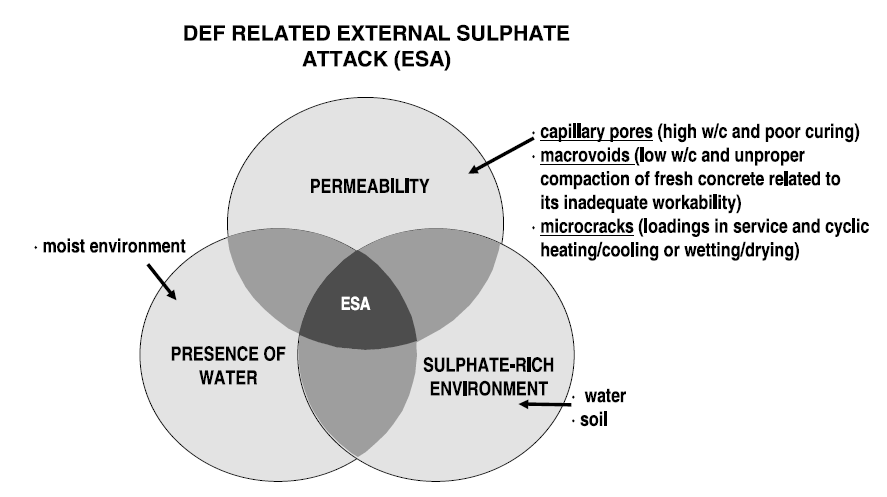 DEF RELATED EXTERNAL SULPHATE
ATTACK (ESA)
· capillary pores (high w/c and poor curing)
· macrovoids (low w/c and unproper
compaction of fresh concrete related to
its inadequate workability)
· microcracks (loadings in service and cyclic
heating/cooling or wetting/drying)
PERMEABILITY
· moist environment
ESA
PRESENCE OF
WATER
SULPHATE-RICH
ENVIRONMENT
· water
· soil